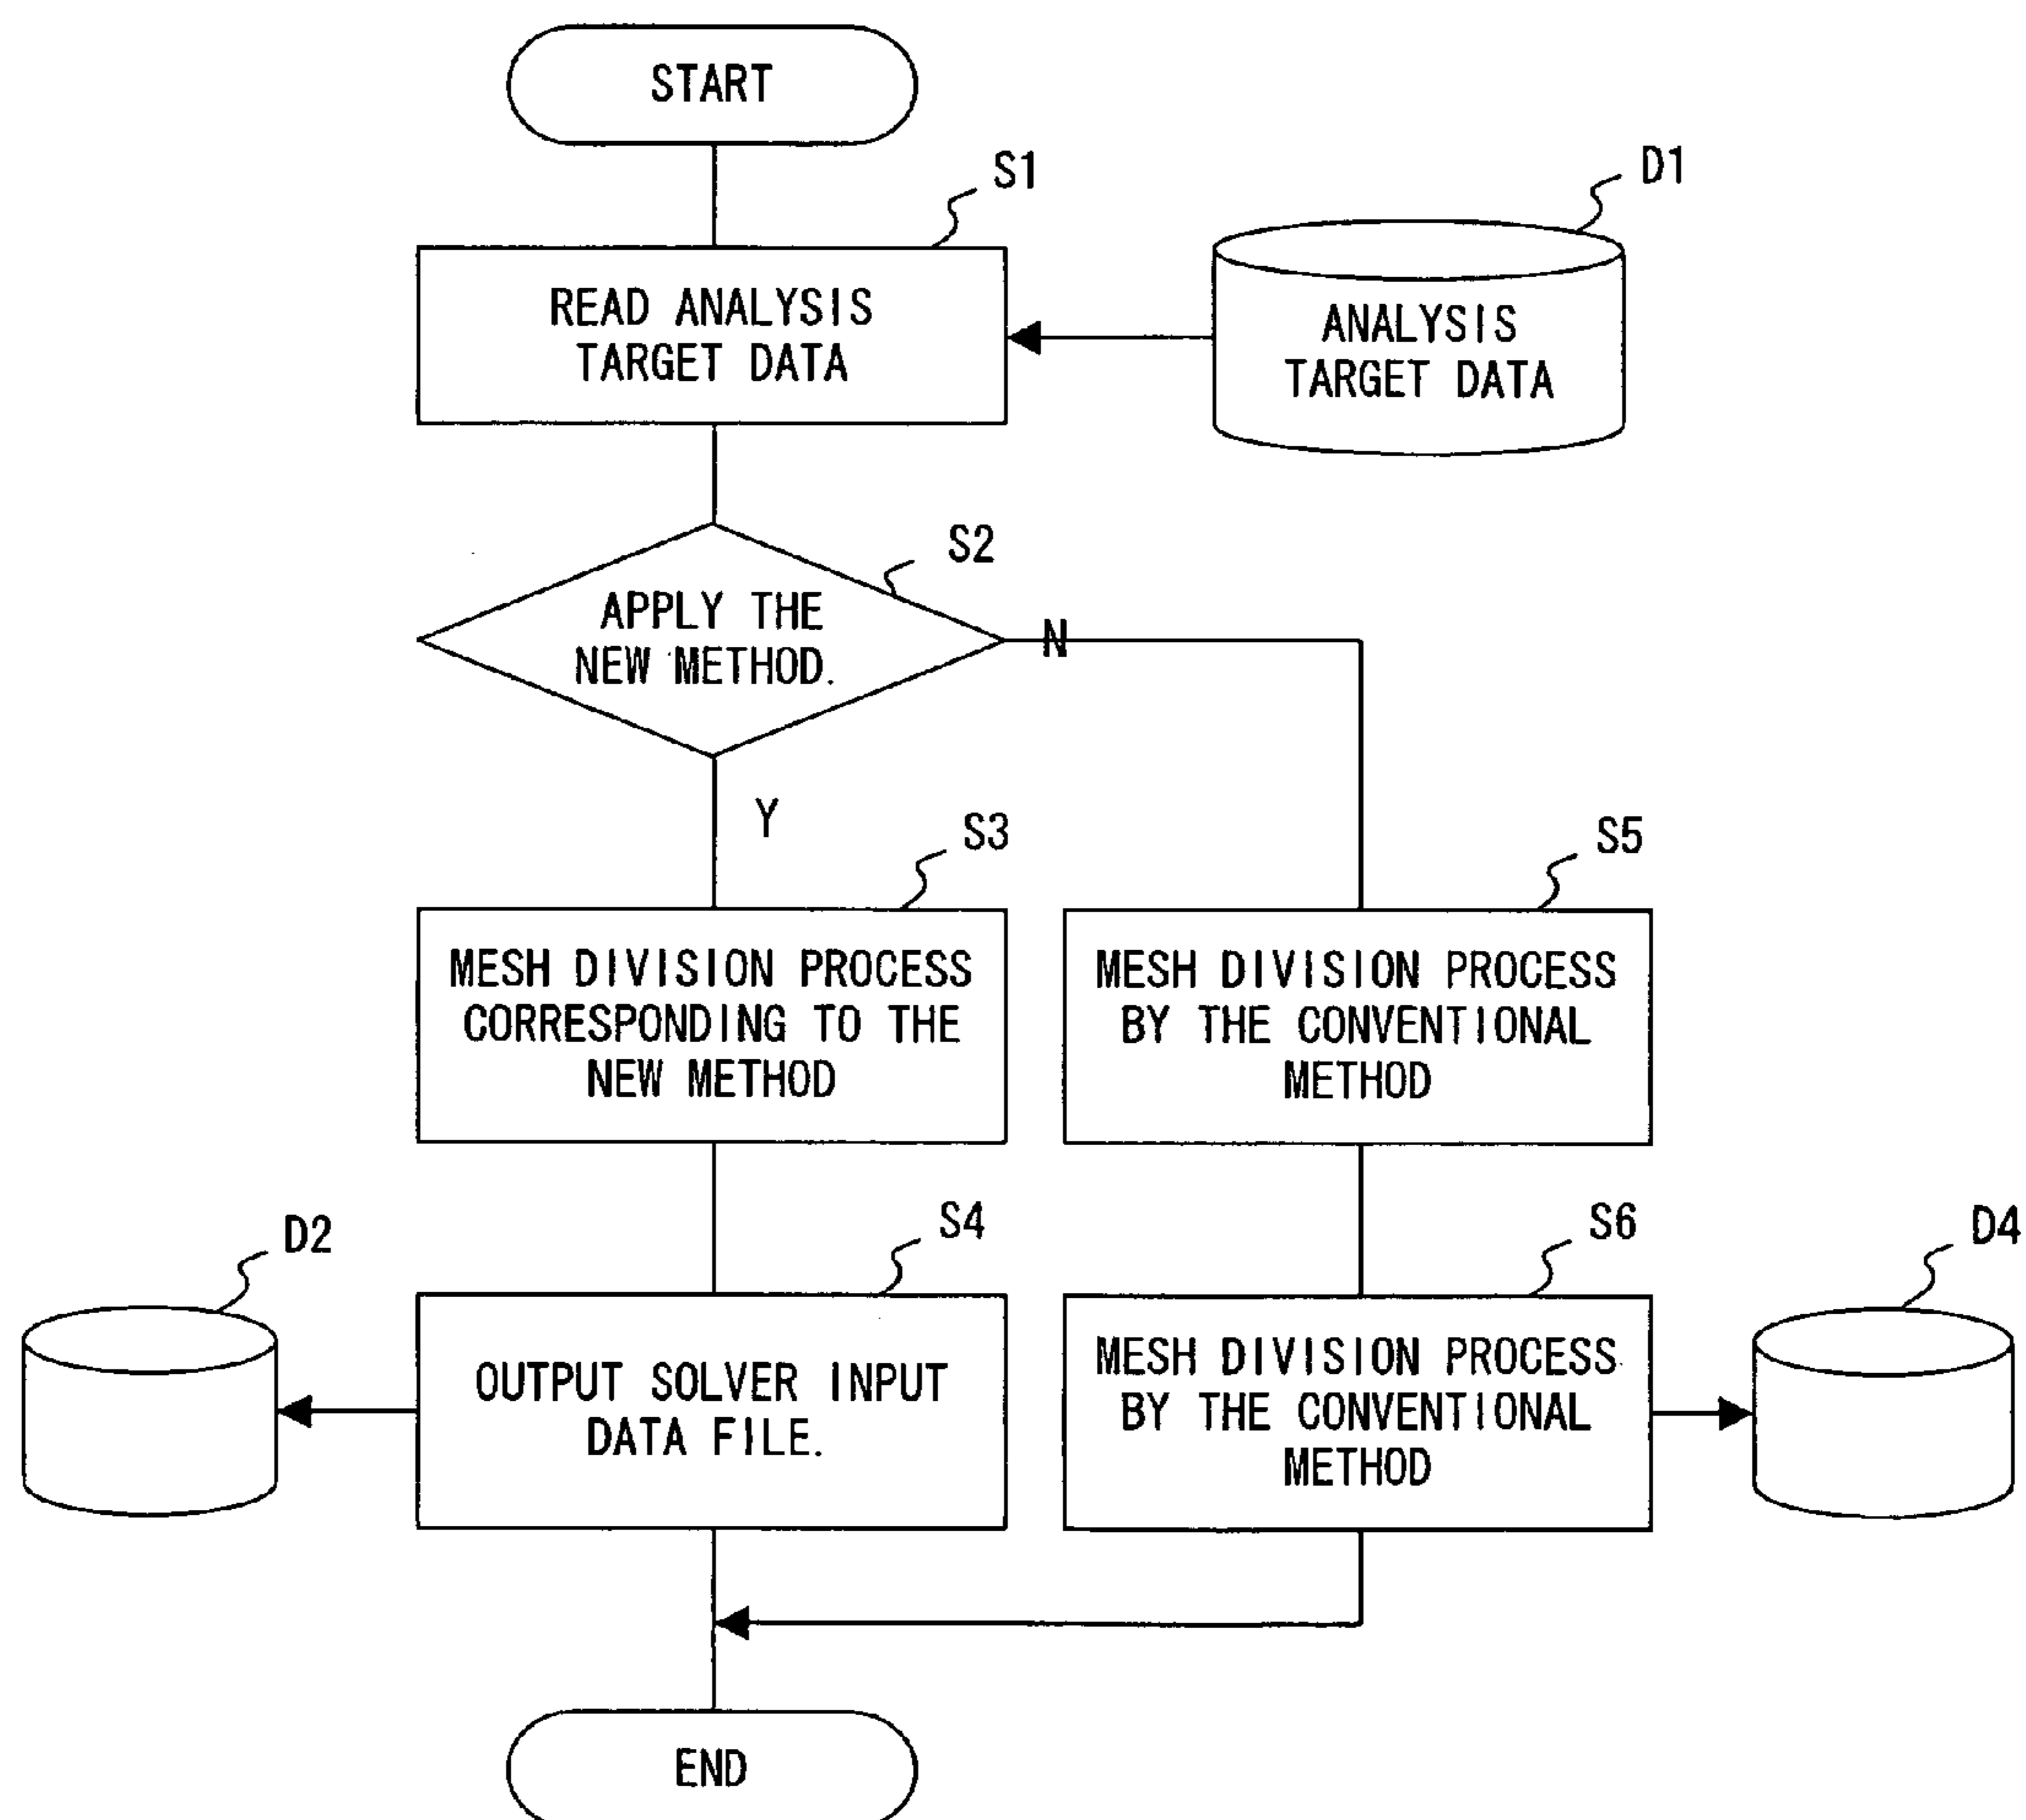 START
S1
D1
READ ANALYSIS
TARGET DATA
ANALYSIS
TARGET DATA
S2
APPLY THE
NEW METHOD.
N
Y
S3
S5
MESH DIVISION PROCESS
CORRESPONDING TO THE
NEW METHOD
MESH DIVISION PROCESS
BY THE CONVENTIONAL
METHOD
D2
S4
S6
D4
OUTPUT SOLVER INPUT
DATA FILE.
MESH DIVISION PROCESS
BY THE CONVENTIONAL
METHOD
END